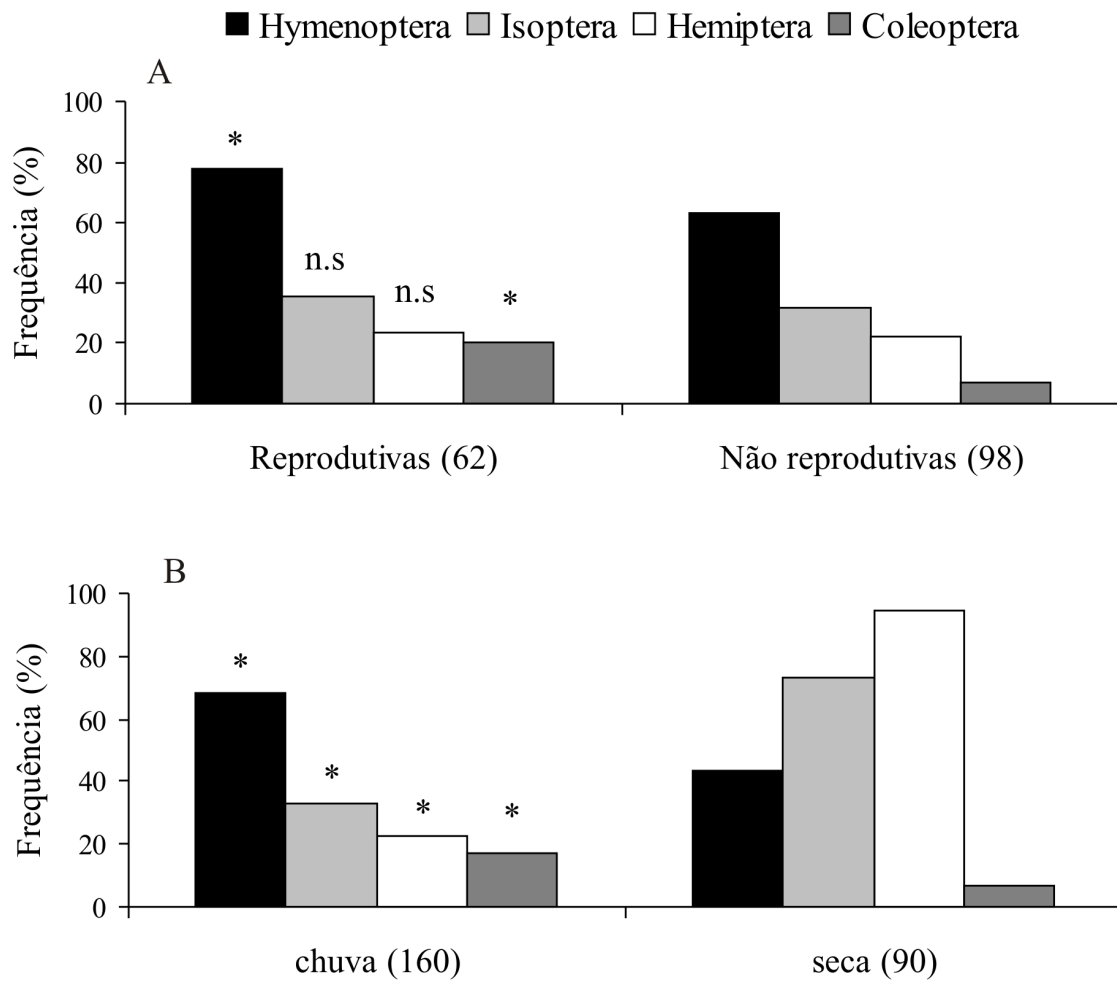 Hymenoptera Isoptera Hemiptera Coleoptera
A
100
80
60
40
20
0
Frequência (%)
*
n.s
n.s
*
Reprodutivas (62) Não reprodutivas (98)
B
100
80
60
40
20
0
Frequência (%)
*
*
*
*
chuva (160) seca (90)